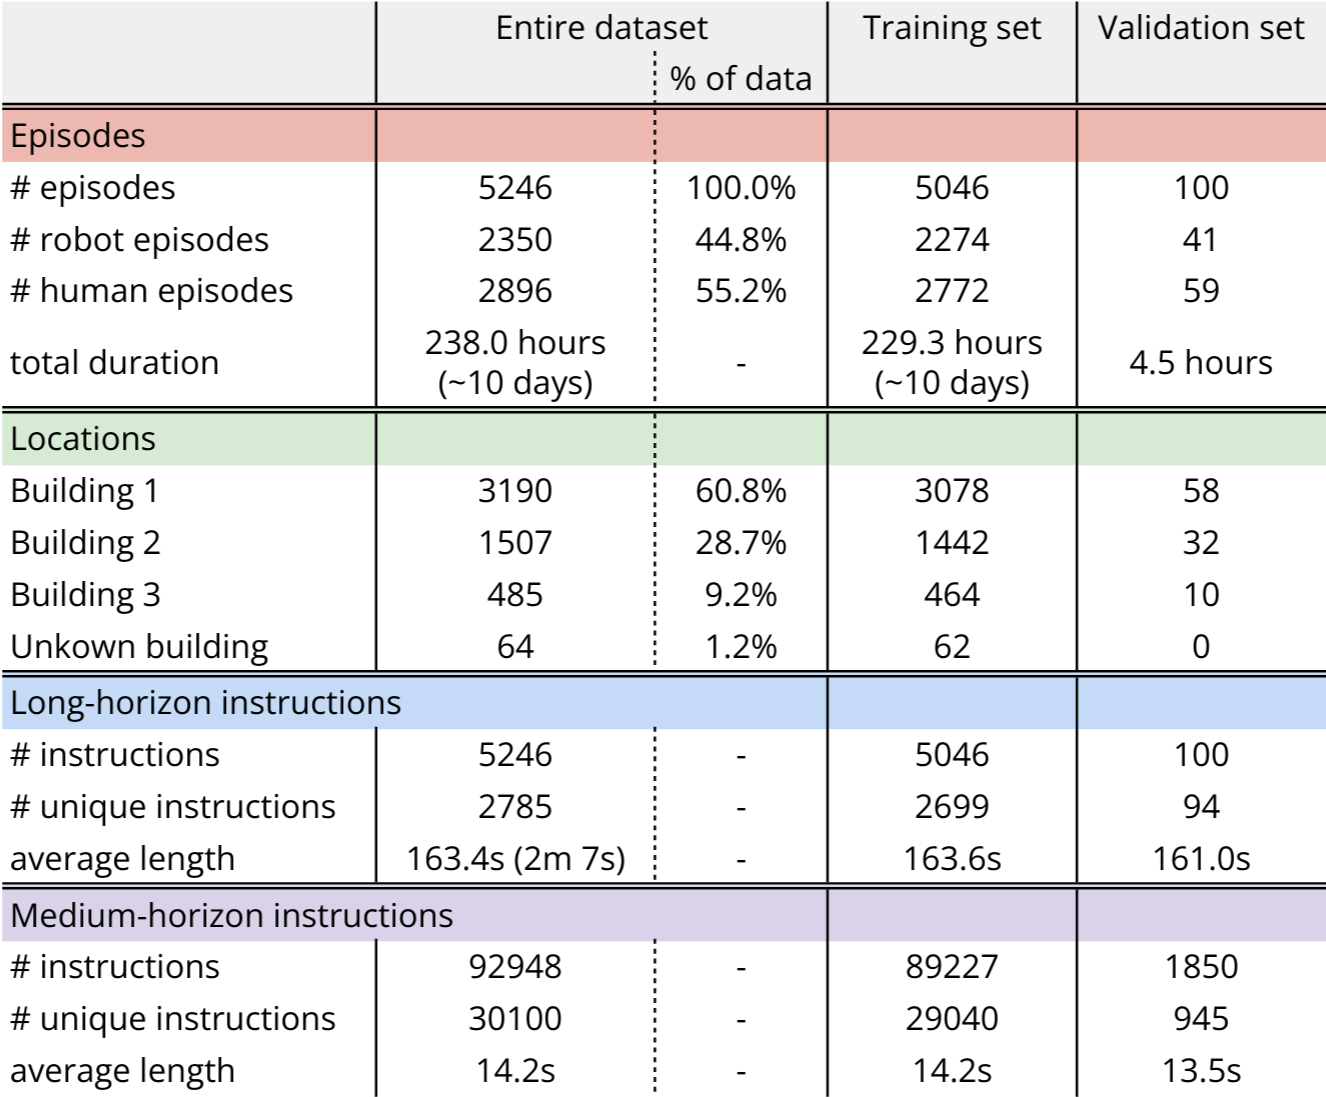 Entire dataset Training set Validation set
% of data
Episodes
# episodes 5246 100.0% 5046 100
# robot episodes 2350 44.8% 2274 41
# human episodes 2896 55.2% 2772 59
total duration 238.0 hours (~10 days) - 229.3 hours (~10 days) 4.5 hours
Locations
Building 1 3190 60.8% 3078 58
Building 2 1507 28.7% 1442 32
Building 3 485 9.2% 464 10
Unkown building 64 1.2% 62 0
Long-horizon instructions
# instructions 5246 - 5046 100
# unique instructions 2785 - 2699 94
average length 163.4s (2m 7s) - 163.6s 161.0s
Medium-horizon instructions
# instructions 92948 - 89227 1850
# unique instructions 30100 - 29040 945
average length 14.2s - 14.2s 13.5s